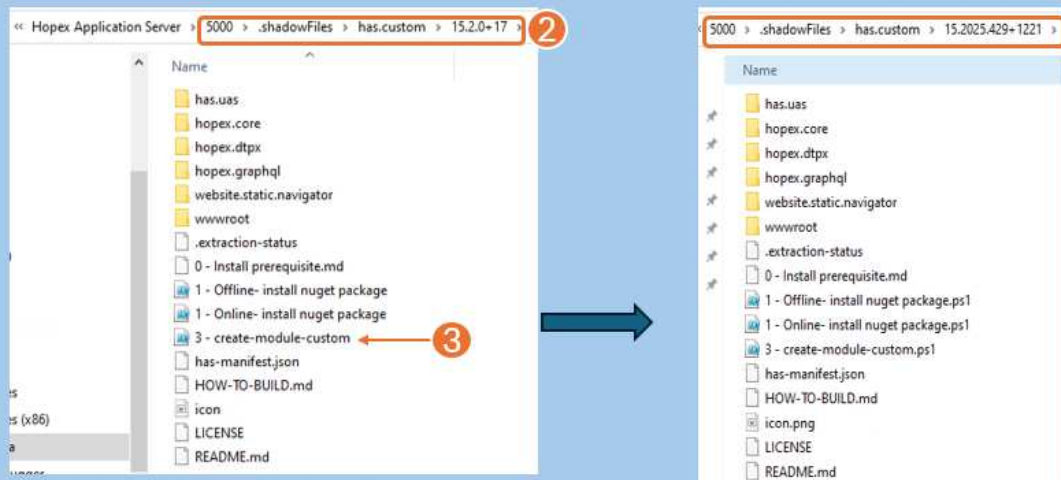 « Hopex Application Server › 5000 › .shadowFiles › has.custom › 15.2.0+17 › 2
Name
has.uas
hopex.core
hopex.dtpx
hopex.graphql
website.static.navigator
wwwroot
.extraction-status
0 - Install prerequisite.md
1 - Offline- install nuget package
1 - Online- install nuget package
3 - create-module-custom 3
has-manifest.json
HOW-TO-BUILD.md
icon
LICENSE
README.md
es
es (x86)
a
5000 › .shadowFiles › has.custom › 15.2025.429+1221 ›
Name
has.uas
hopex.core
hopex.dtpx
hopex.graphql
website.static.navigator
wwwroot
.extraction-status
0 - Install prerequisite.md
1 - Offline- install nuget package.ps1
1 - Online- install nuget package.ps1
3 - create-module-custom.ps1
has-manifest.json
HOW-TO-BUILD.md
icon.png
LICENSE
README.md